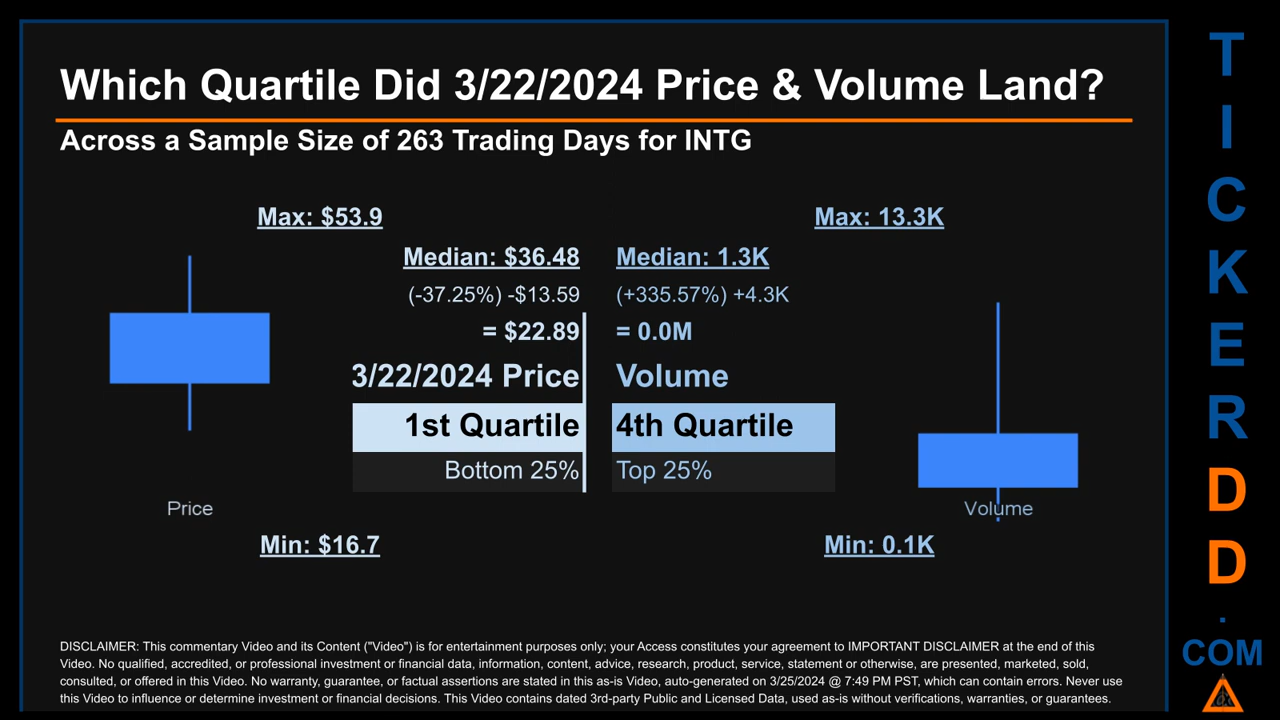 Which Quartile Did 3/22/2024 Price & Volume Land?
Across a Sample Size of 263 Trading Days for INTG
Max: $53.9
Max: 13.3K
Median: $36.48
Median: 1.3K
(-37.25%) -$13.59
(+335.57%) +4.3K
= $22.89
= 0.0M
3/22/2024 Price
Volume
1st Quartile
4th Quartile
Bottom 25%
Top 25%
Price
Volume
Min: $16.7
Min: 0.1K
DISCLAIMER: This commentary Video and its Content ("Video") is for entertainment purposes only; your Access constitutes your agreement to IMPORTANT DISCLAIMER at the end of this
Video. No qualified, accredited, or professional investment or financial data, information, content, advice, research, product, service, statement or otherwise, are presented, marketed, sold,
consulted, or offered in this Video. No warranty, guarantee, or factual assertions are stated in this as-is Video, auto-generated on 3/25/2024 @ 7:49 PM PST, which can contain errors. Never use
this Video to influence or determine investment or financial decisions. This Video contains dated 3rd-party Public and Licensed Data, used as-is without verifications, warranties, or guarantees.
T
I
C
K
E
R
D
D
.
COM